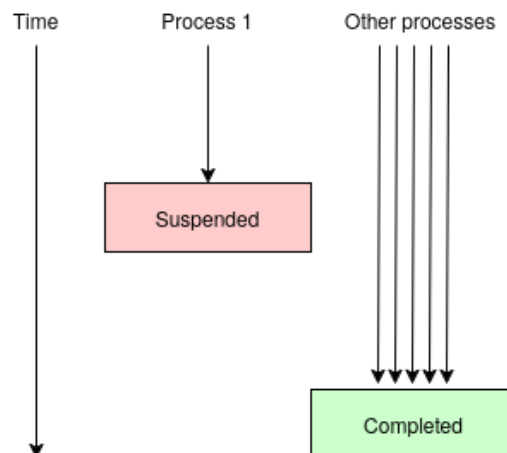 Time
Process 1
Other processes
Suspended
Completed